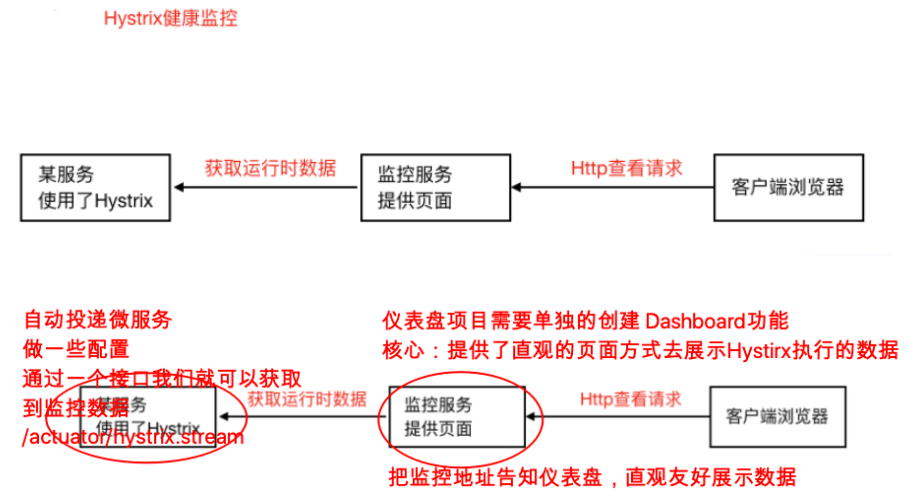 Hystrix健康监控
某服务
使用了Hystrix
获取运行时数据
监控服务
提供页面
Http查看请求
客户端浏览器
自动投递微服务
做一些配置
通过一个接口我们就可以获取
到监控数据
/actuator/hystrix.stream
仪表盘项目需要单独的创建 Dashboard功能
核心：提供了直观的页面方式去展示Hystirx执行的数据
某服务
使用了Hystrix
获取运行时数据
监控服务
提供页面
Http查看请求
客户端浏览器
把监控地址告知仪表盘，直观友好展示数据